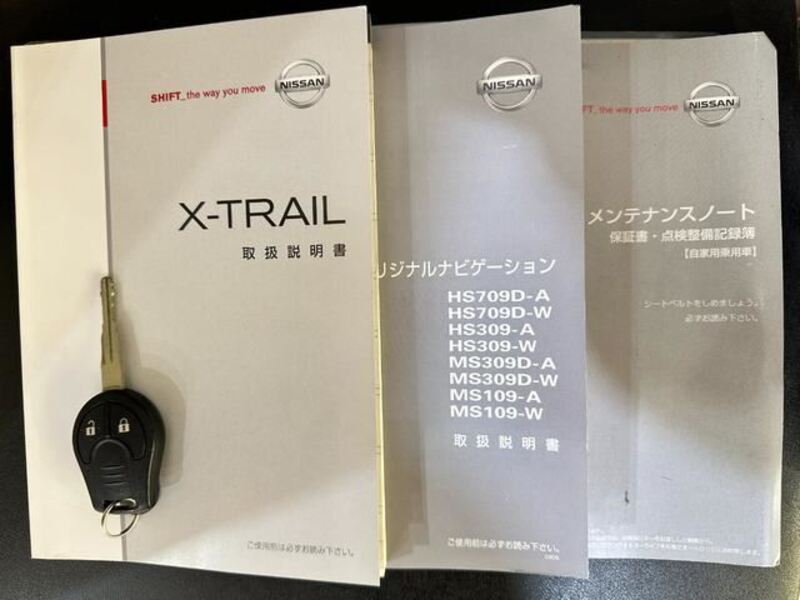 SHIFT_the way you move
NISSAN
X-TRAIL
取扱説明書
ご使用前は必ずお読み下さい。
NISSAN
リジナルナビゲーション
HS709D-A
HS709D-W
HS309-A
HS309-W
MS309D-A
MS309D-W
MS109-A
MS109-W
取扱説明書
ご使用前は必ずお読み下さい。
FT_the way you move
NISSAN
メンテナンスノート
保証書・点検整備記録簿
【自家用乗用車】
シートベルトをしめましょう。
必ずお読み下さい。